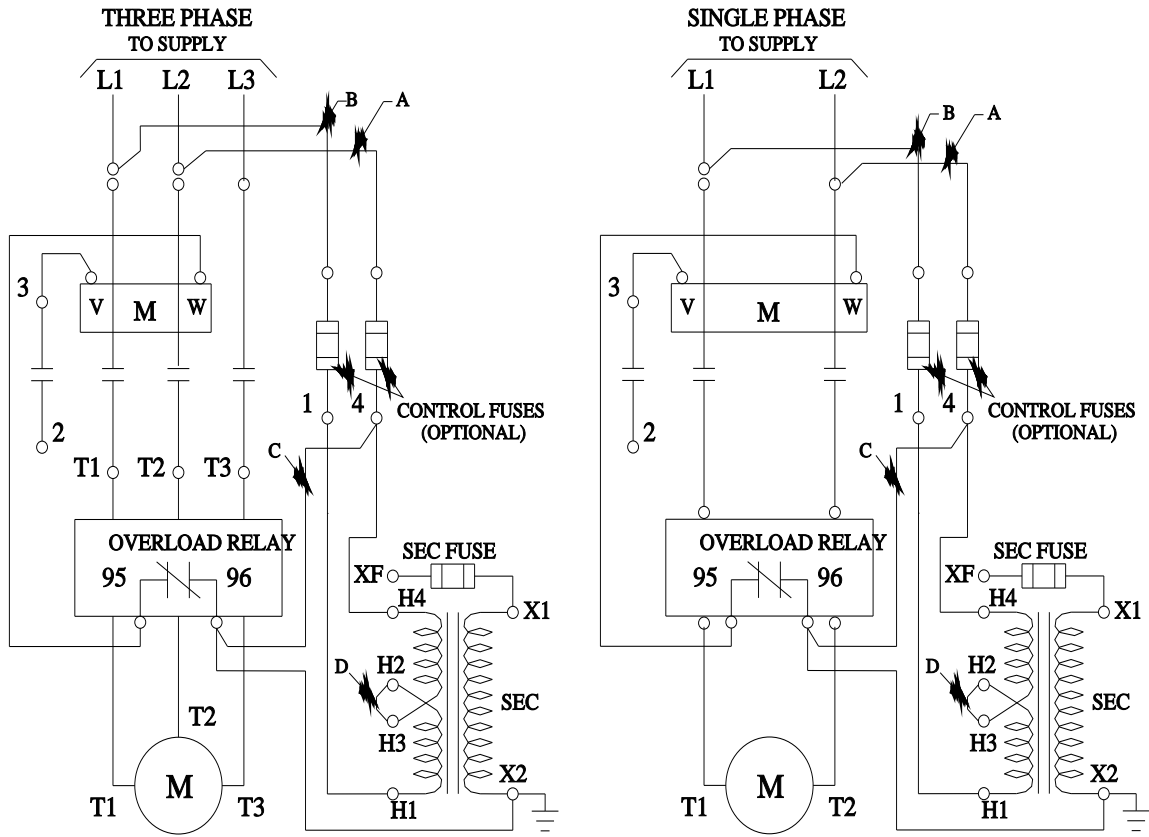 THREE PHASE
TO SUPPLY
L1 L2 L3
B A
3
V M W
1 4
CONTROL FUSES
(OPTIONAL)
2
C
T1 T2 T3
OVERLOAD RELAY
95 96
SEC FUSE
XF
H4 X1
D H2
SEC
T2
H3
M
X2
T1 T3
H1
SINGLE PHASE
TO SUPPLY
L1 L2
B A
3
V M W
1 4
CONTROL FUSES
(OPTIONAL)
2
C
OVERLOAD RELAY
95 96
SEC FUSE
XF
H4 X1
D H2
SEC
H3
M
X2
T1 T2
H1